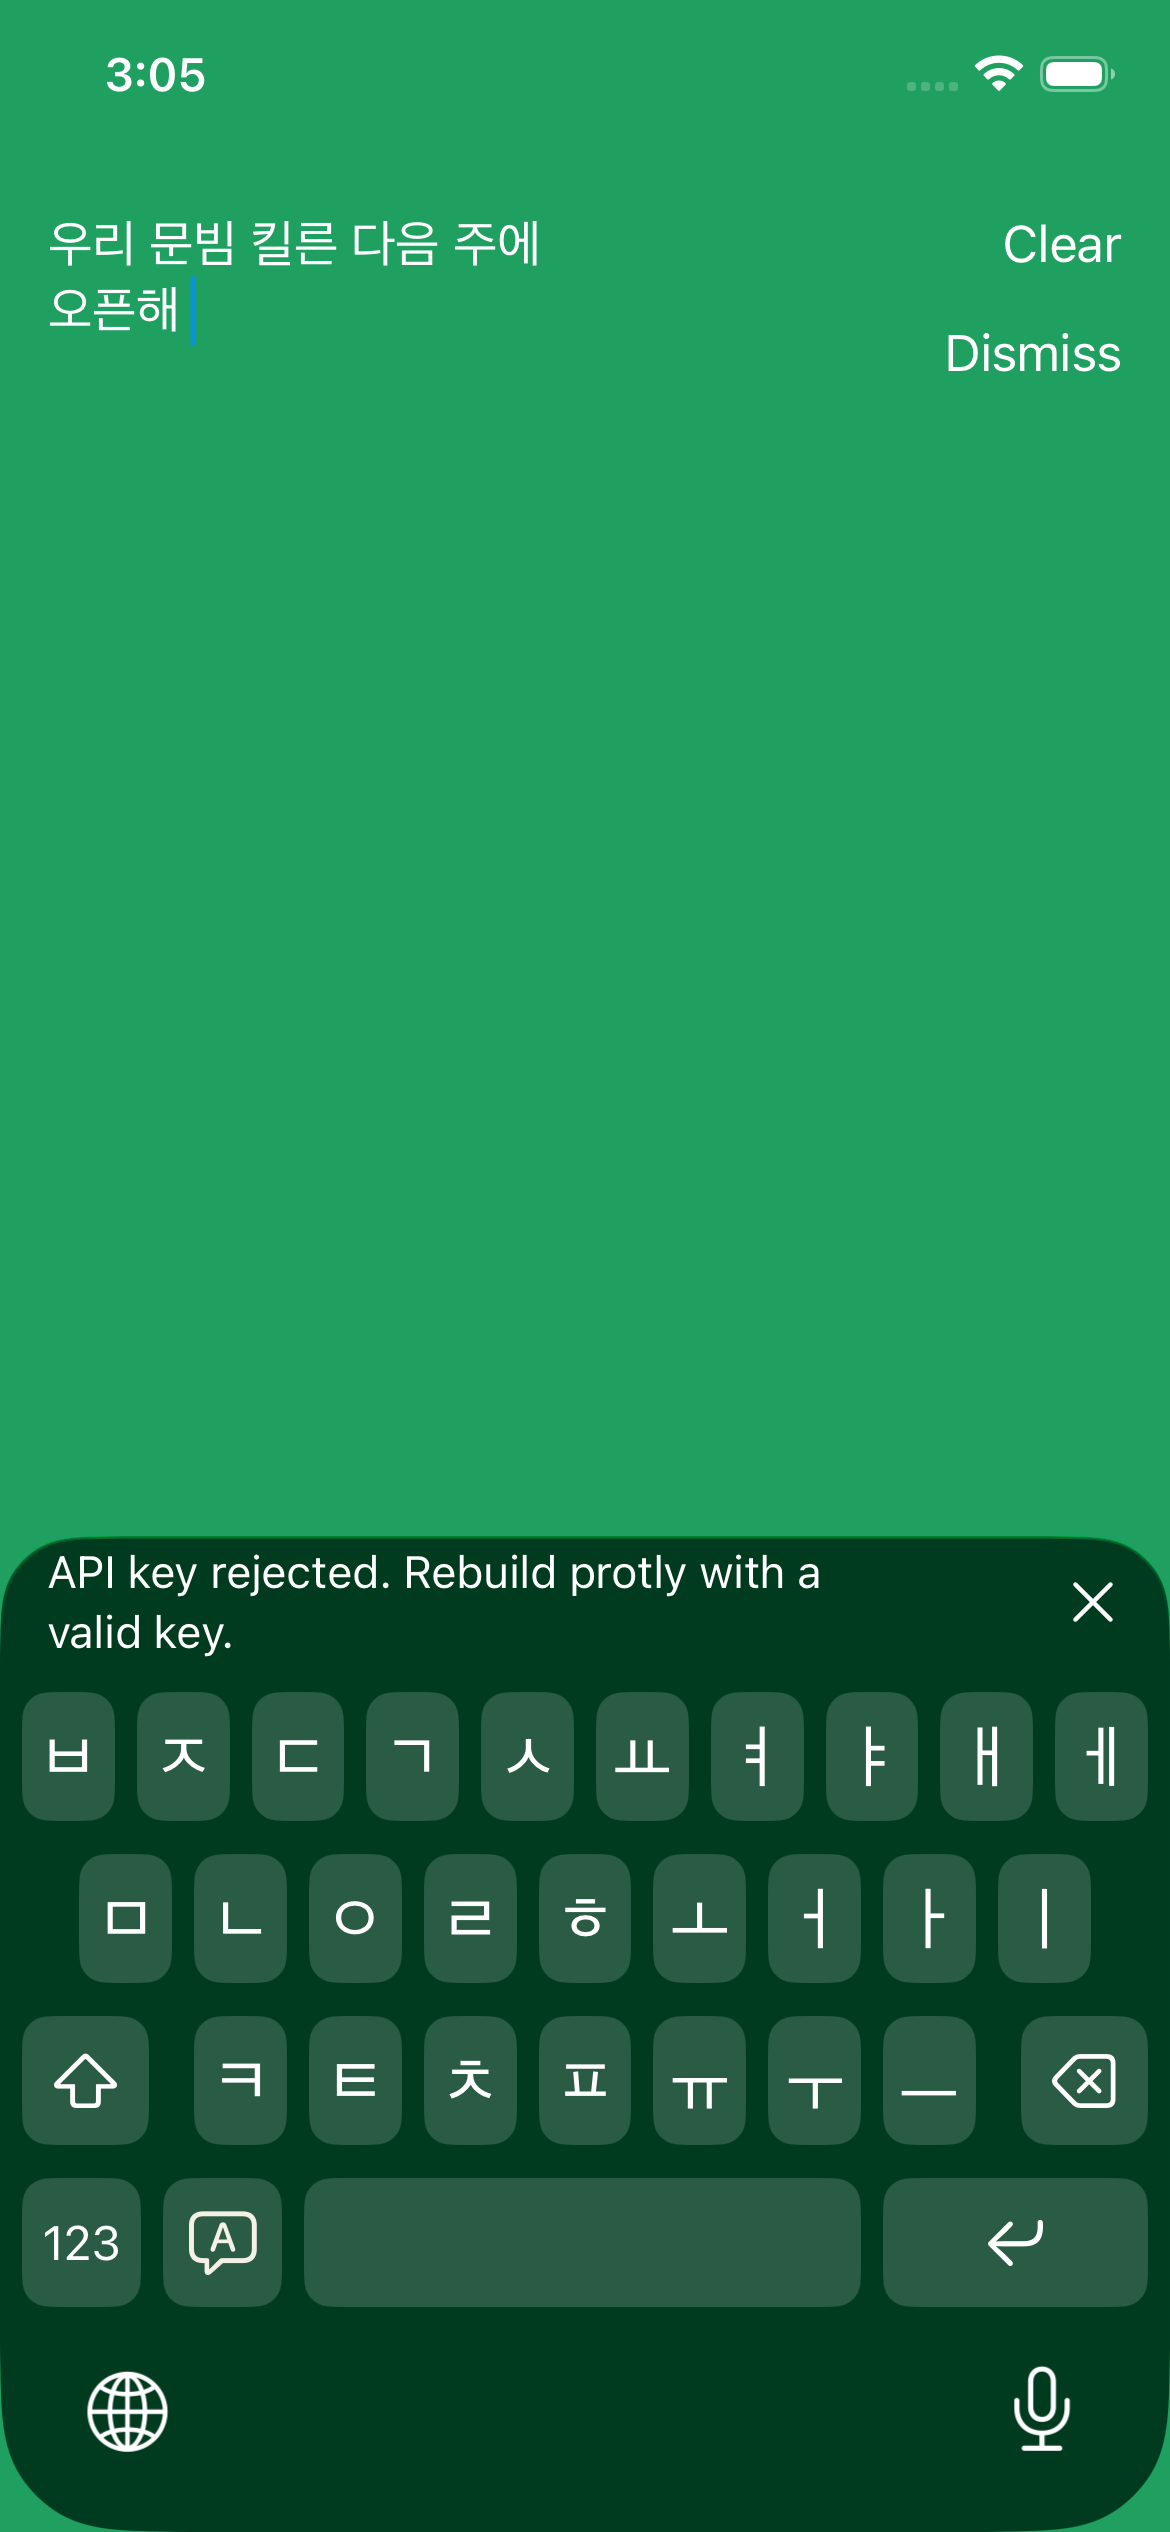 3:05
우리 문빔 킬른 다음 주에
오픈해
Clear
Dismiss
API key rejected. Rebuild protly with a
valid key.
ㅂ ㅈ ㄷ ㄱ ㅅ ㅛ ㅕ ㅑ ㅐ ㅔ
ㅁ ㄴ ㅇ ㄹ ㅎ ㅗ ㅓ ㅏ ㅣ
ㅋ ㅌ ㅊ ㅍ ㅠ ㅜ ㅡ
123 A